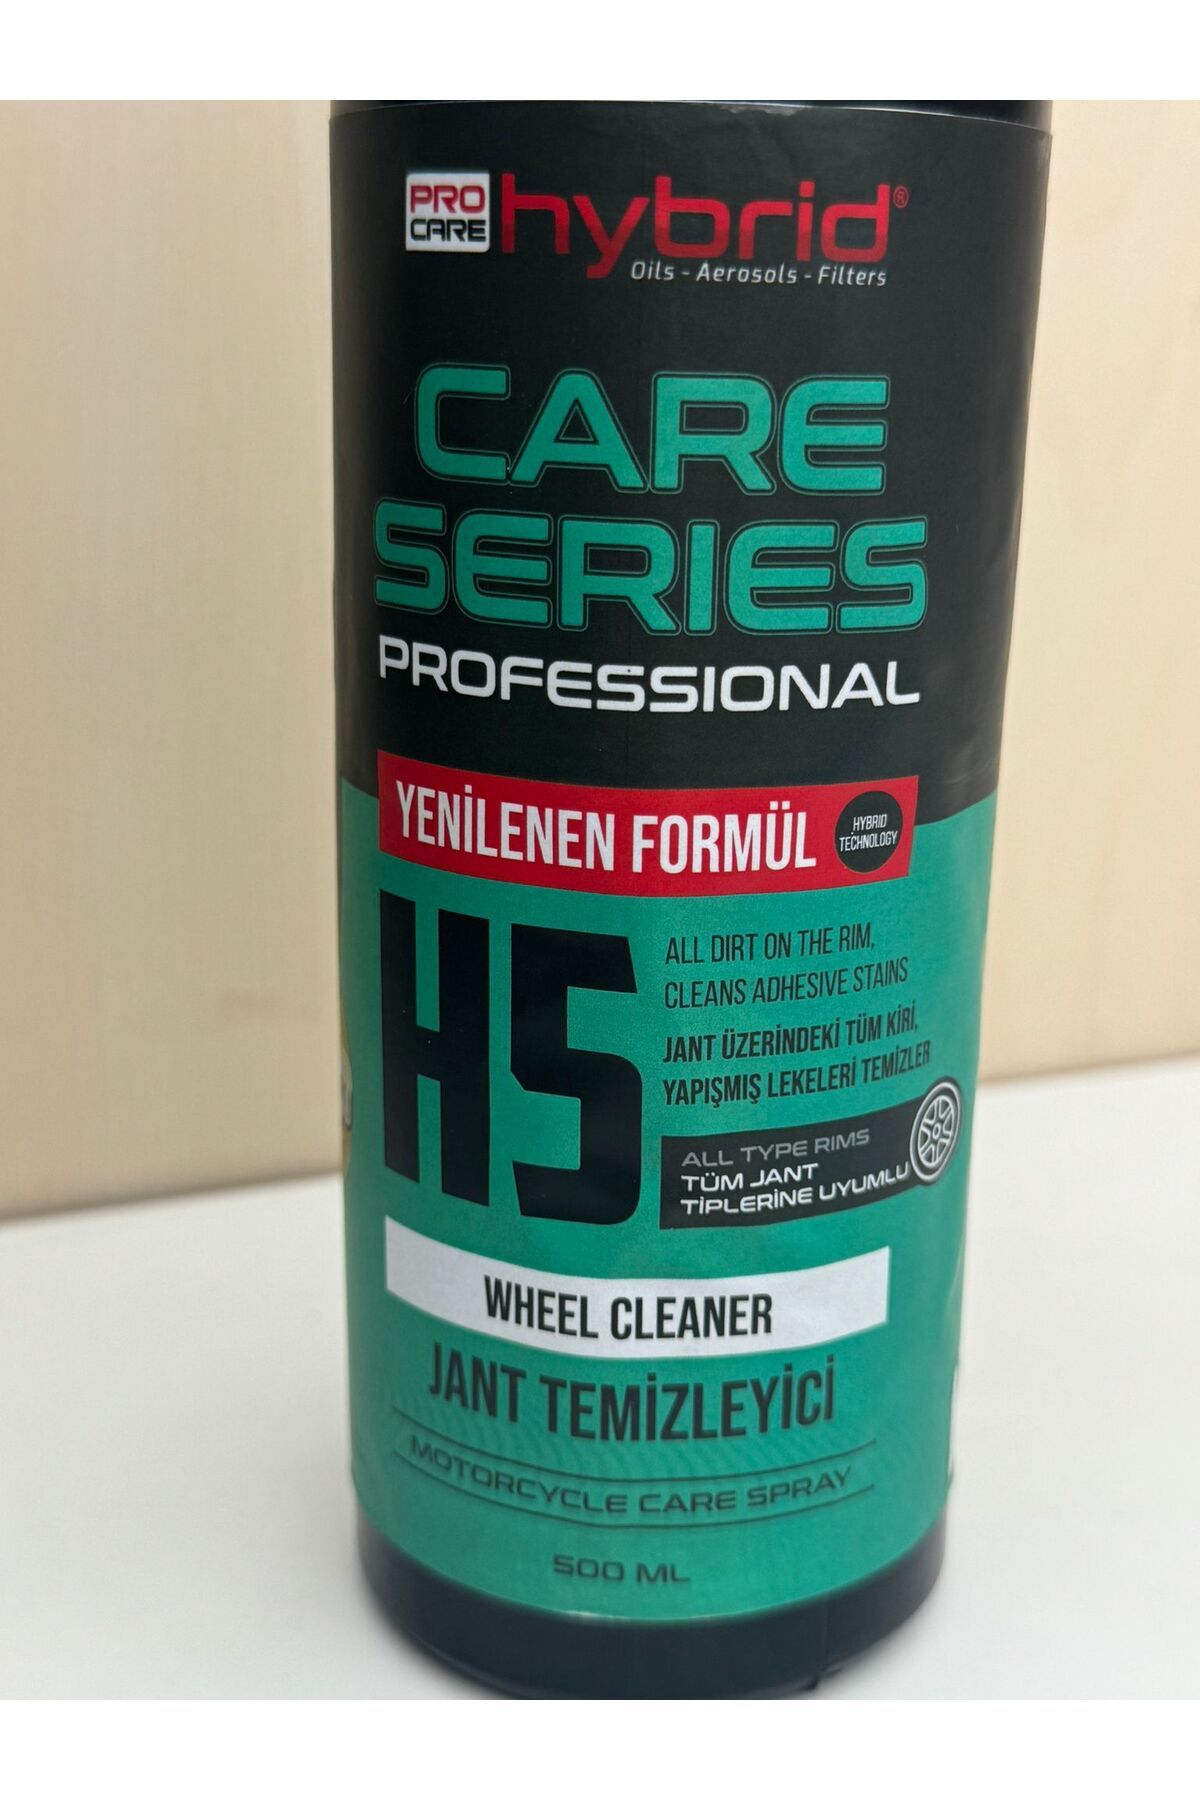 PRO
CARE
hybrid®
Oils - Aerosols - Filters
CARE
SERIES
PROFESSIONAL
YENİLENEN FORMÜL
HYBRID
TECHNOLOGY
H5
ALL DIRT ON THE RIM,
CLEANS ADHESIVE STAINS
JANT ÜZERİNDEKİ TÜM KİRİ,
YAPIŞMIŞ LEKELERİ TEMİZLER
ALL TYPE RIMS
TÜM JANT
TİPLERİNE UYUMLU
WHEEL CLEANER
JANT TEMİZLEYİCİ
MOTORCYCLE CARE SPRAY
500 ML